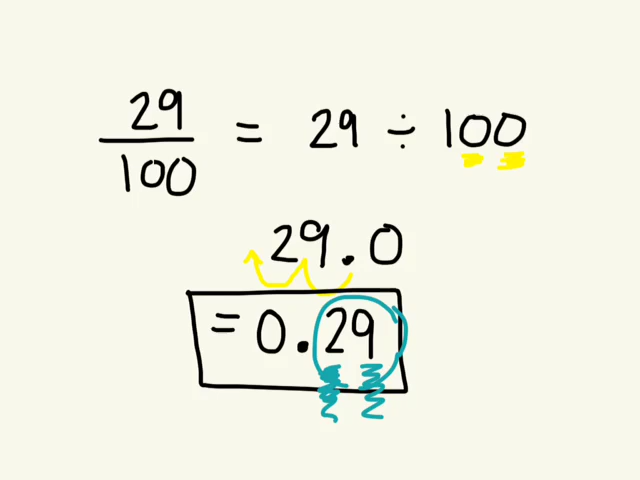 29/100 = 29 ÷ 100
29.0
= 0.29